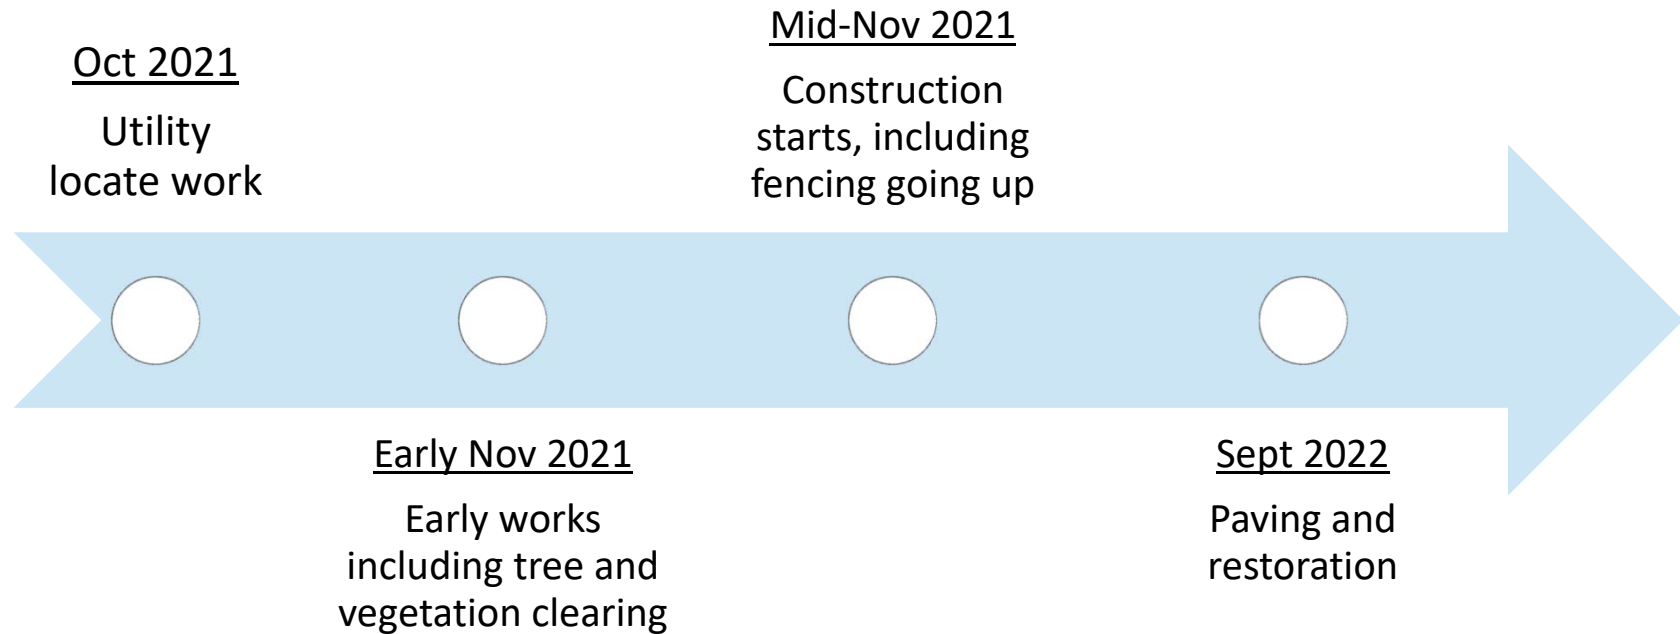 Oct 2021
Utility
locate work
Early Nov 2021
Early works
including tree and
vegetation clearing
Mid-Nov 2021
Construction
starts, including
fencing going up
Sept 2022
Paving and
restoration